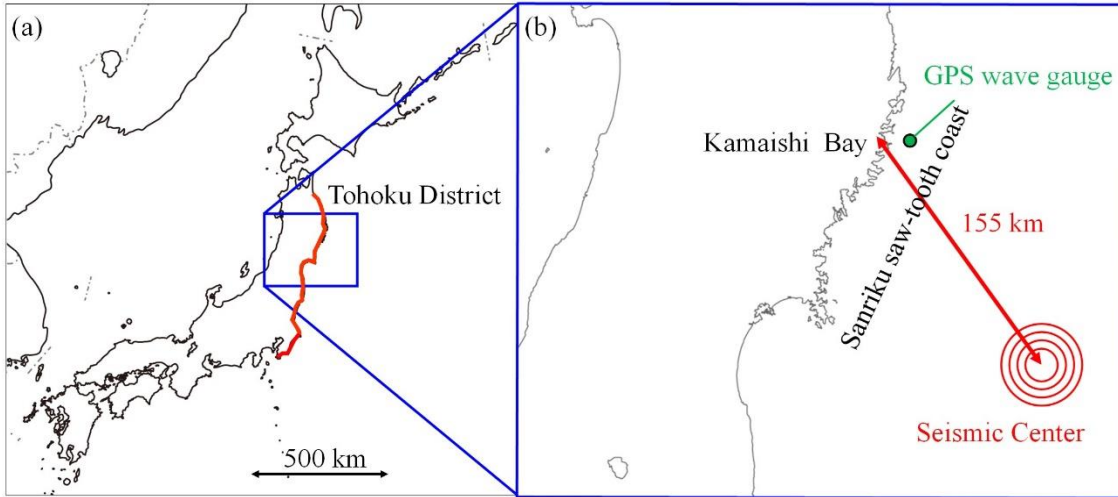 (a)
Tohoku District
500 km
(b)
GPS wave gauge
Kamaishi Bay
Sanriku saw-tooth coast
155 km
Seismic Center